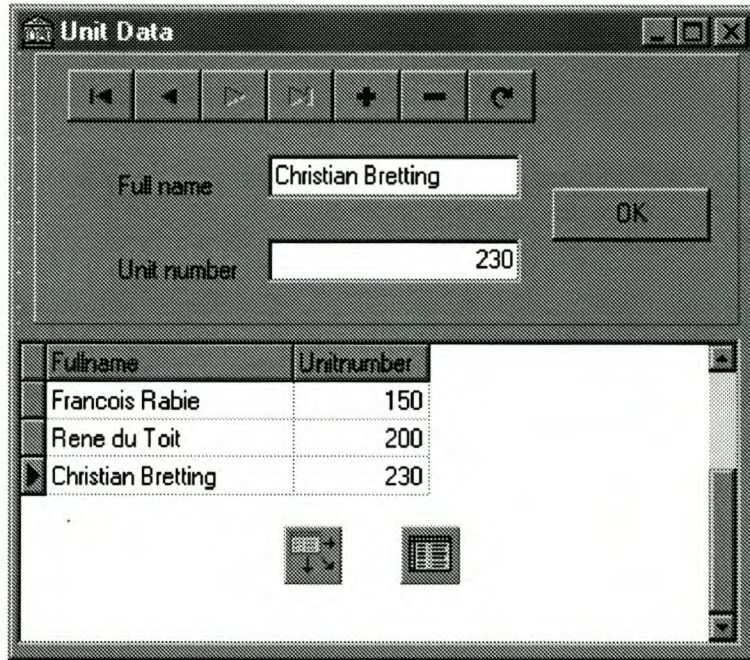 Unit Data
Full name
Christian Bretting
OK
Unit number
230
Fullname Unitnumber
Francois Rabie 150
Rene du Toit 200
Christian Bretting 230